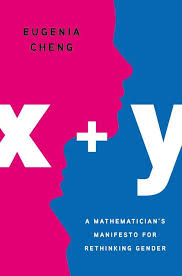 EUGENIA
CHENG
x + y
A MATHEMATICIAN'S
MANIFESTO FOR
RETHINKING GENDER